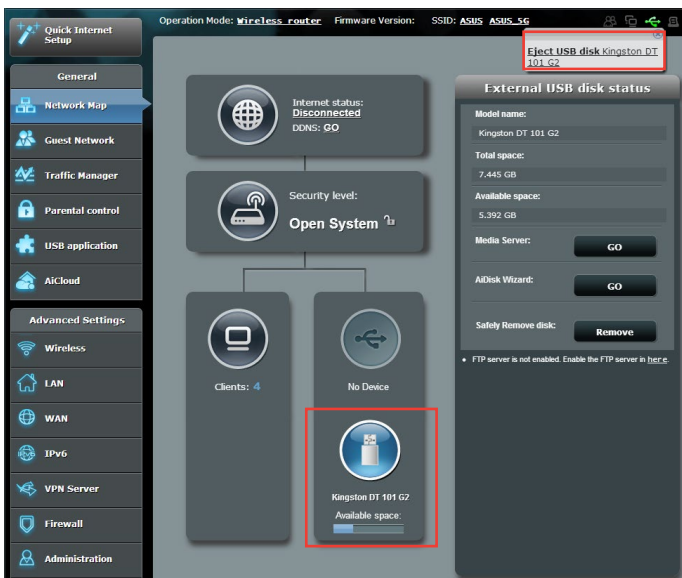 Quick Internet
Setup
Operation Mode: Wireless router Firmware Version: SSID: ASUS ASUS_5G
Eject USB disk Kingston DT
101 G2
General
Network Map
Guest Network
Traffic Manager
Parental control
USB application
AiCloud
Advanced Settings
Wireless
LAN
WAN
IPv6
VPN Server
Firewall
Administration
Internet status:
Disconnected
DDNS: GO
Security level:
Open System
Clients: 4
No Device
Kingston DT 101 G2
Available space:
External USB disk status
Model name:
Kingston DT 101 G2
Total space:
7.445 GB
Available space:
5.392 GB
Media Server: GO
AiDisk Wizard: GO
Safely Remove disk: Remove
• FTP server is not enabled. Enable the FTP server in here.